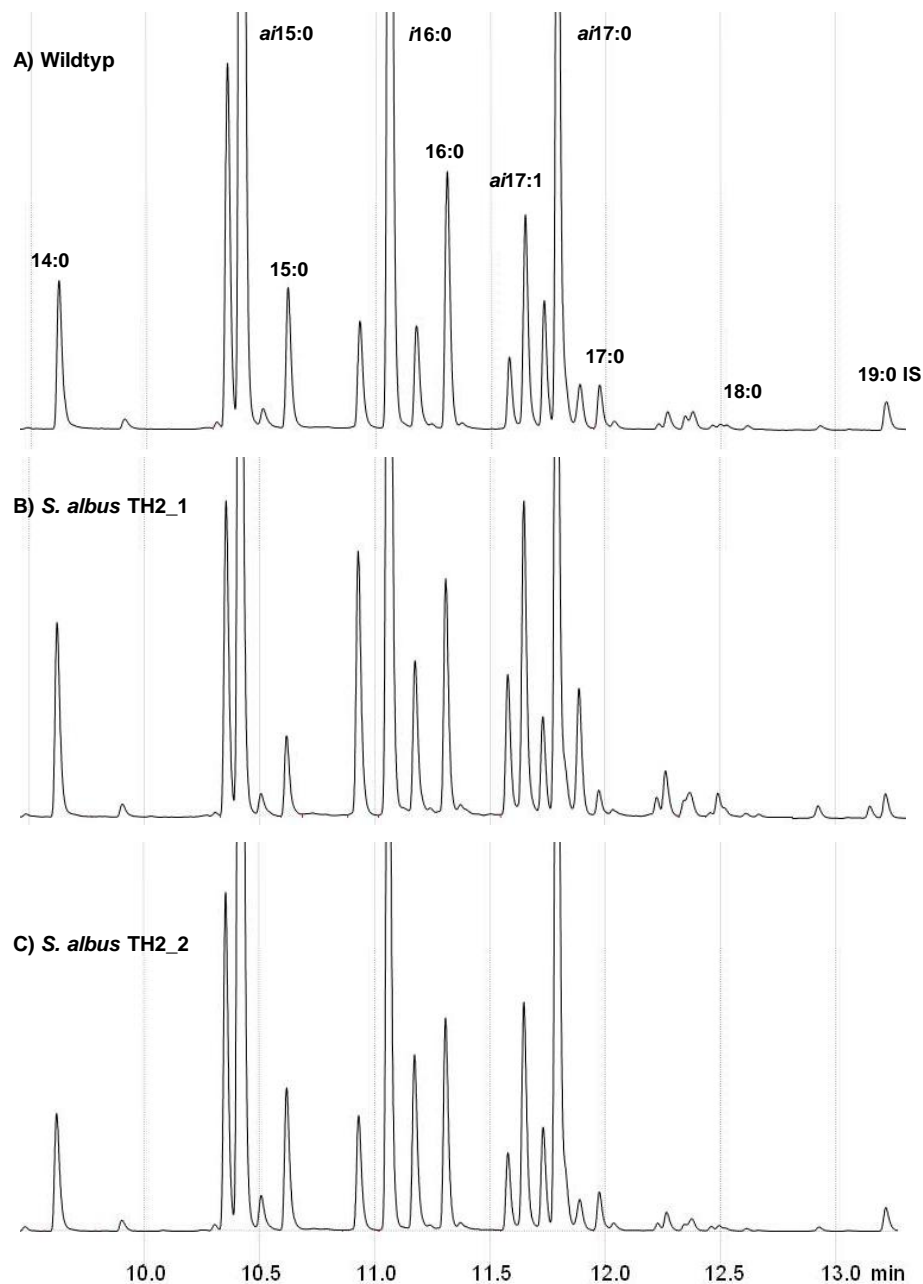 ai15:0 i16:0 ai17:0
A) Wildtyp
16:0
ai17:1
14:0
15:0
17:0
19:0 IS
18:0
B) S. albus TH2_1
C) S. albus TH2_2
10.0 10.5 11.0 11.5 12.0 12.5 13.0 min